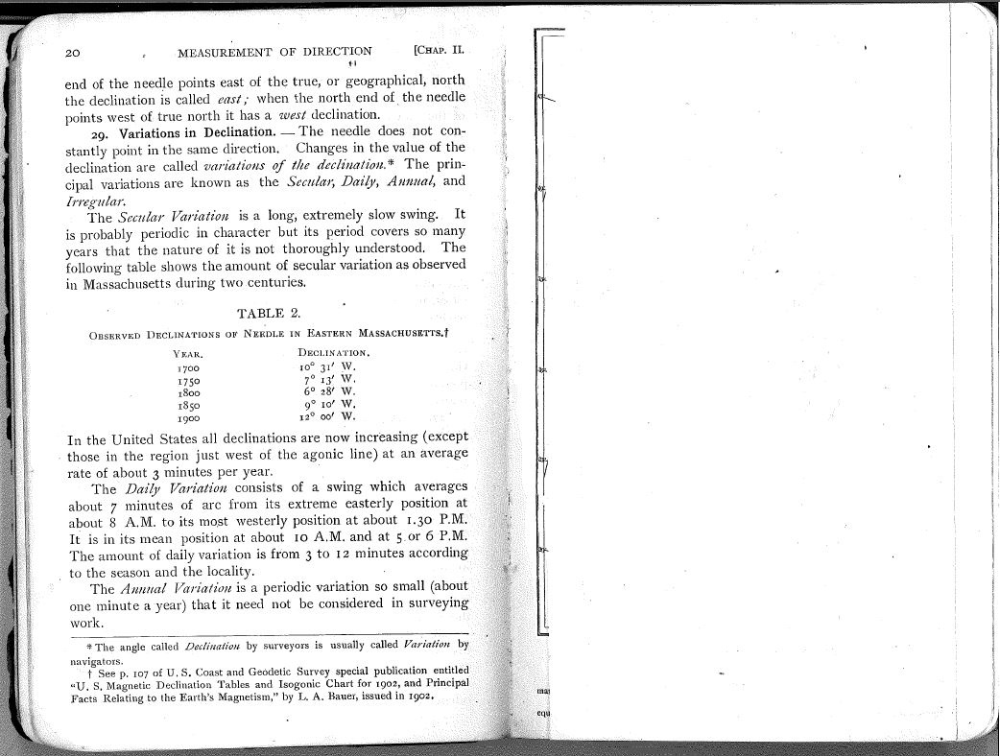 20 MEASUREMENT OF DIRECTION [CHAP. II.
end of the needle points east of the true, or geographical, north
the declination is called east; when the north end of the needle
points west of true north it has a west declination.
29. Variations in Declination. — The needle does not con-
stantly point in the same direction. Changes in the value of the
declination are called variations of the declination.* The prin-
cipal variations are known as the Secular, Daily, Annual, and
Irregular.
The Secular Variation is a long, extremely slow swing. It
is probably periodic in character but its period covers so many
years that the nature of it is not thoroughly understood. The
following table shows the amount of secular variation as observed
in Massachusetts during two centuries.
TABLE 2.
OBSERVED DECLINATIONS OF NEEDLE IN EASTERN MASSACHUSETTS.†
YEAR. DECLINATION.
1700 10° 31′ W.
1750 7° 13′ W.
1800 6° 28′ W.
1850 9° 10′ W.
1900 12° 00′ W.
In the United States all declinations are now increasing (except
those in the region just west of the agonic line) at an average
rate of about 3 minutes per year.
The Daily Variation consists of a swing which averages
about 7 minutes of arc from its extreme easterly position at
about 8 A.M. to its most westerly position at about 1.30 P.M.
It is in its mean position at about 10 A.M. and at 5 or 6 P.M.
The amount of daily variation is from 3 to 12 minutes according
to the season and the locality.
The Annual Variation is a periodic variation so small (about
one minute a year) that it need not be considered in surveying
work.
* The angle called Declination by surveyors is usually called Variation by
navigators.
† See p. 107 of U. S. Coast and Geodetic Survey special publication entitled
“U. S. Magnetic Declination Tables and Isogonic Chart for 1902, and Principal
Facts Relating to the Earth's Magnetism,” by L. A. Bauer, issued in 1902.
equ